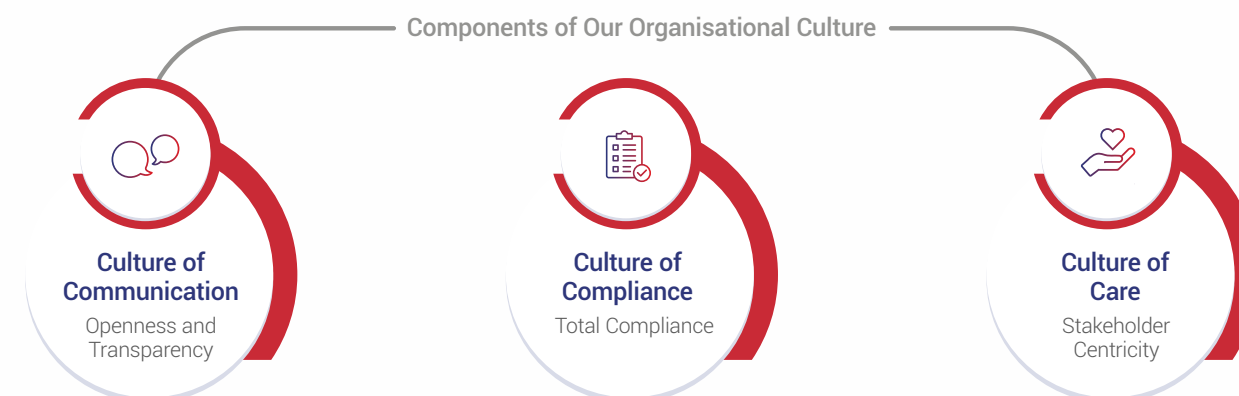 Components of Our Organisational Culture
Culture of
Communication
Openness and
Transparency
Culture of
Compliance
Total Compliance
Culture of
Care
Stakeholder
Centricity